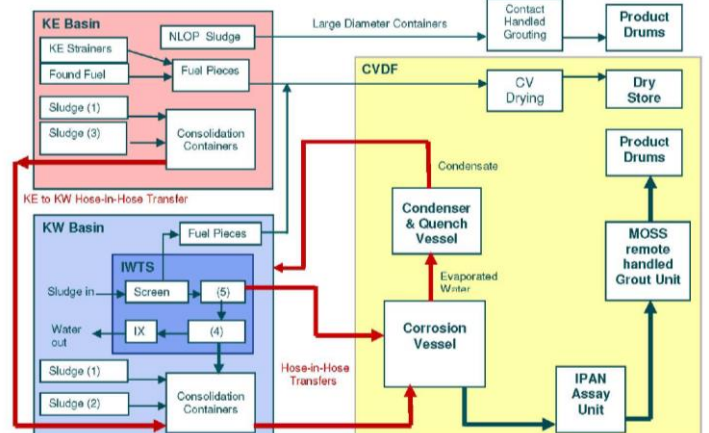 KE Basin
KE Strainers
Found Fuel
Sludge (1)
Sludge (3)
NLOP Sludge
Fuel Pieces
Consolidation
Containers
Large Diameter Containers
Contact
Handled
Grouting
Product
Drums
CVDF
CV
Drying
Dry
Store
Product
Drums
Condensate
Condenser
& Quench
Vessel
MOSS
remote
handled
Grout Unit
Evaporated
Water
Corrosion
Vessel
IPAN
Assay
Unit
KE to KW Hose-in-Hose Transfer
KW Basin
Fuel Pieces
IWTS
Sludge in
Screen
(5)
Water
out
IX
(4)
Sludge (1)
Sludge (2)
Consolidation
Containers
Hose-in-Hose
Transfers